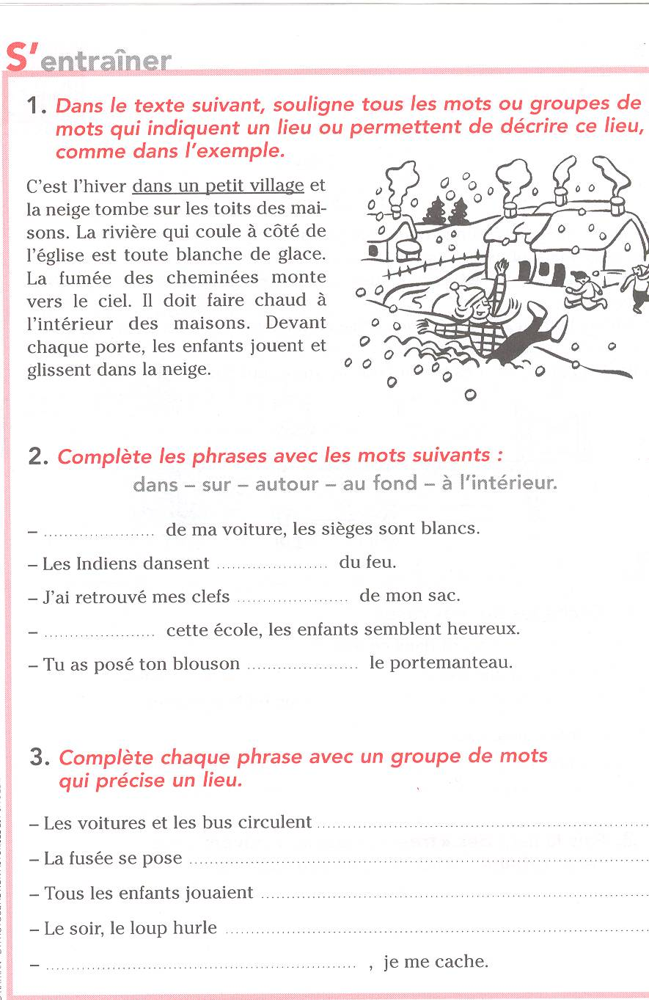 S'entraîner
1. Dans le texte suivant, souligne tous les mots ou groupes de
mots qui indiquent un lieu ou permettent de décrire ce lieu,
comme dans l'exemple.
C'est l'hiver dans un petit village et
la neige tombe sur les toits des mai-
sons. La rivière qui coule à côté de
l'église est toute blanche de glace.
La fumée des cheminées monte
vers le ciel. Il doit faire chaud à
l'intérieur des maisons. Devant
chaque porte, les enfants jouent et
glissent dans la neige.
2. Complète les phrases avec les mots suivants :
dans – sur – autour – au fond – à l'intérieur.
– ...................... de ma voiture, les sièges sont blancs.
– Les Indiens dansent ...................... du feu.
– J'ai retrouvé mes clefs ...................... de mon sac.
– ...................... cette école, les enfants semblent heureux.
– Tu as posé ton blouson ...................... le portemanteau.
3. Complète chaque phrase avec un groupe de mots
qui précise un lieu.
– Les voitures et les bus circulent ......................
– La fusée se pose ......................
– Tous les enfants jouaient ......................
– Le soir, le loup hurle ......................
– ...................... , je me cache.